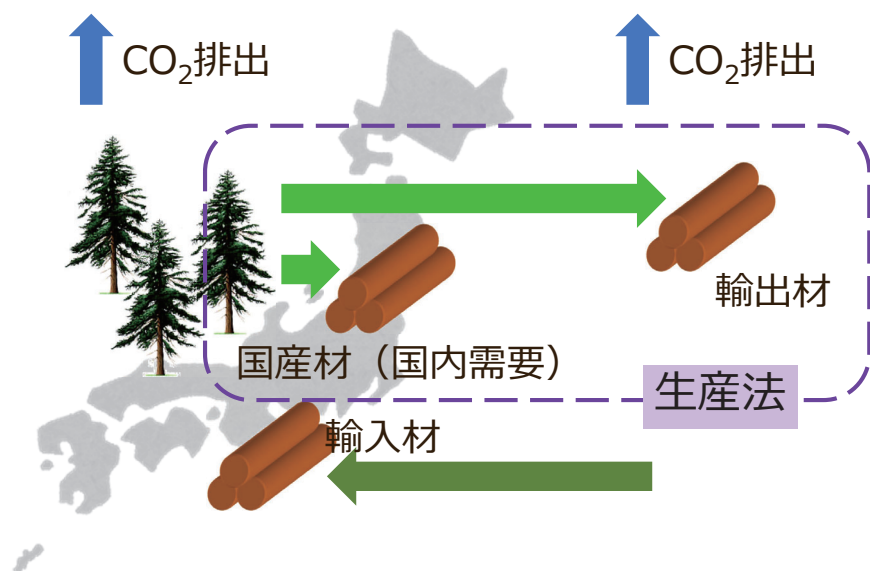 CO₂排出
CO₂排出
輸出材
国産材（国内需要）
生産法
輸入材